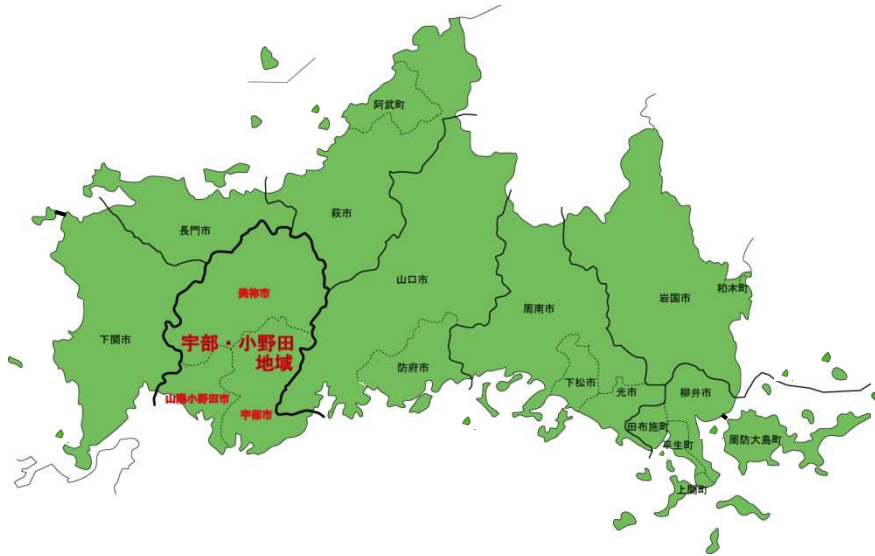 阿武町
長門市
萩市
山口市
美祢市
周南市
岩国市
和木町
下関市
宇部・小野田
地域
防府市
下松市
光市
柳井市
山陽小野田市
宇部市
田布施町
平生町
周防大島町
上関町